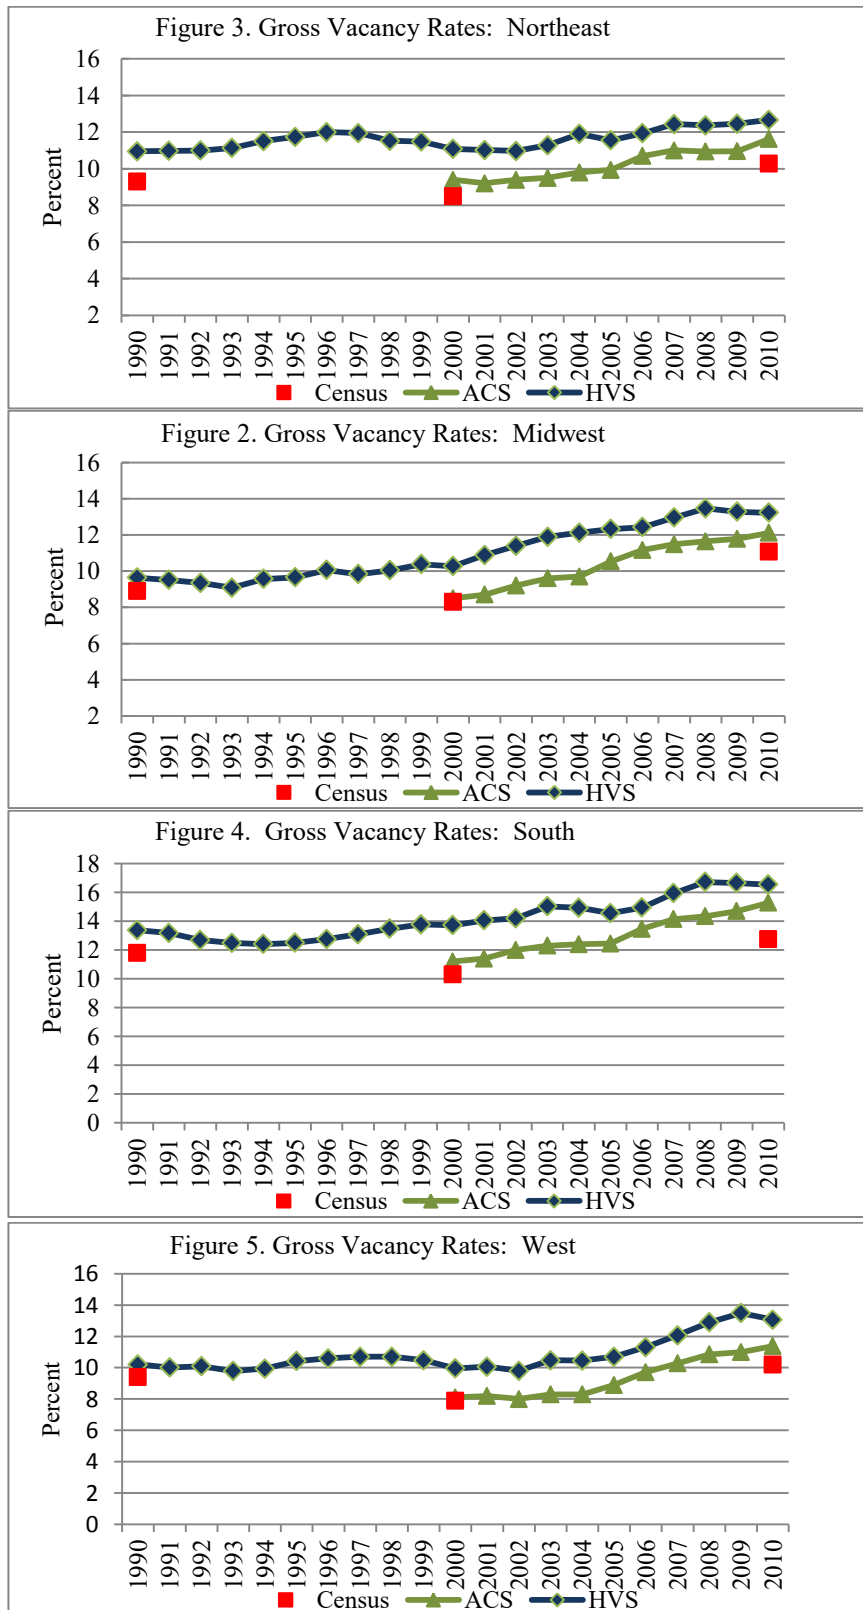 Figure 3. Gross Vacancy Rates:  Northeast
16
14
12
10
8
6
4
2
Percent
1990 1991 1992 1993 1994 1995 1996 1997 1998 1999 2000 2001 2002 2003 2004 2005 2006 2007 2008 2009 2010
Census ACS HVS
Figure 2. Gross Vacancy Rates:  Midwest
16
14
12
10
8
6
4
2
Percent
1990 1991 1992 1993 1994 1995 1996 1997 1998 1999 2000 2001 2002 2003 2004 2005 2006 2007 2008 2009 2010
Census ACS HVS
Figure 4.  Gross Vacancy Rates:  South
18
16
14
12
10
8
6
4
2
0
Percent
1990 1991 1992 1993 1994 1995 1996 1997 1998 1999 2000 2001 2002 2003 2004 2005 2006 2007 2008 2009 2010
Census ACS HVS
Figure 5. Gross Vacancy Rates:  West
16
14
12
10
8
6
4
2
0
Percent
1990 1991 1992 1993 1994 1995 1996 1997 1998 1999 2000 2001 2002 2003 2004 2005 2006 2007 2008 2009 2010
Census ACS HVS